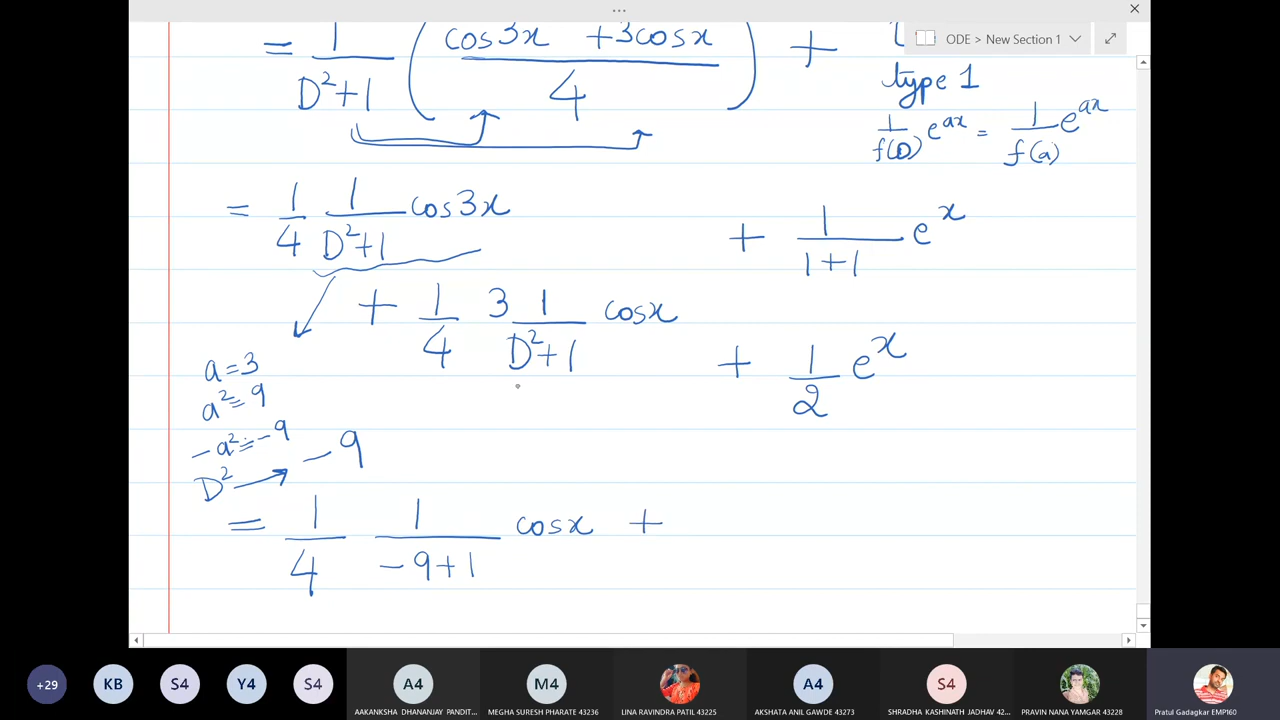 ODE > New Section 1
= 1/(D²+1) ( (cos3x + 3cosx)/4 ) +
type 1
1/f(D) e^ax = 1/f(a) e^ax
= 1/4 1/(D²+1) cos3x + 1/(1+1) e^x
+ 1/4 3 1/(D²+1) cosx + 1/2 e^x
a=3
a²=9
-a²=-9
D² → -9
= 1/4 1/(-9+1) cosx +
+29 KB S4 Y4 S4 A4 M4 A4 S4
AAKANKSHA DHANANJAY PANDIT... MEGHA SURESH PHARATE 43236 LINA RAVINDRA PATIL 43225 AKSHATA ANIL GAWDE 43273 SHRADHA KASHINATH JADHAV 42... PRAVIN NANA YAMGAR 43228 Pratul Gadagkar EMP160